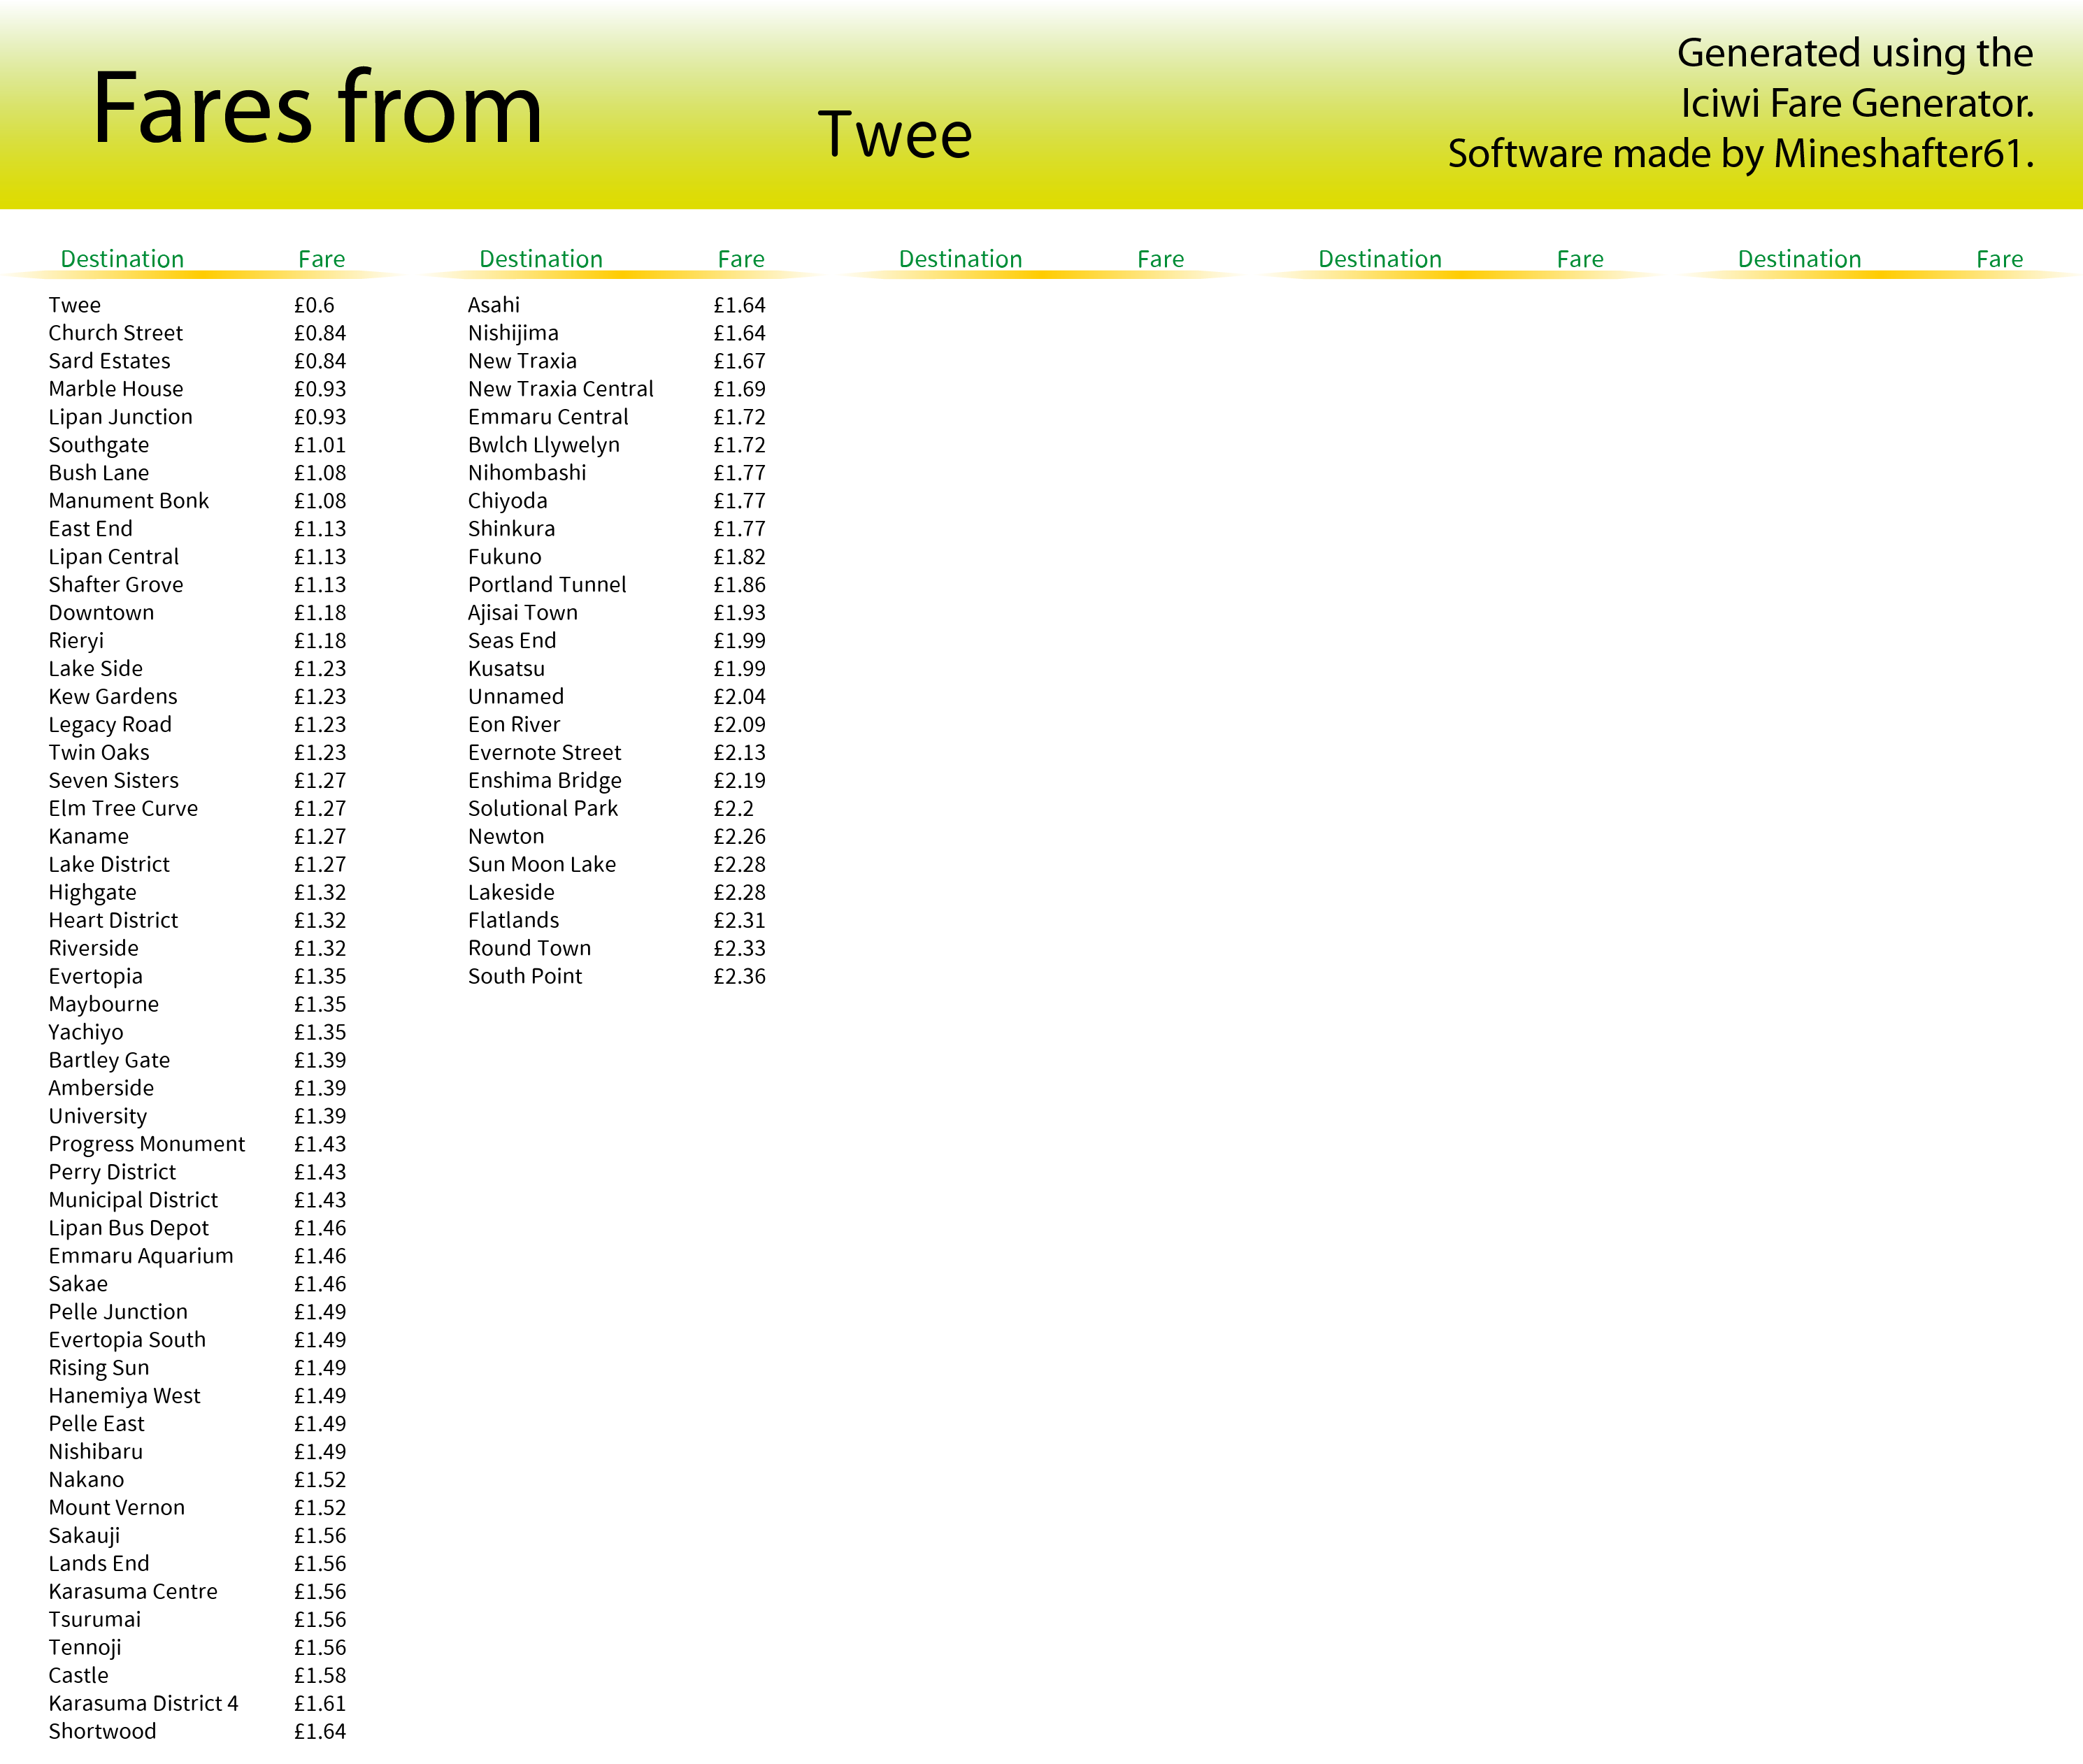 Fares from
Twee
Generated using the
Iciwi Fare Generator.
Software made by Mineshafter61.
Destination Fare
Twee £0.6
Church Street £0.84
Sard Estates £0.84
Marble House £0.93
Lipan Junction £0.93
Southgate £1.01
Bush Lane £1.08
Manument Bonk £1.08
East End £1.13
Lipan Central £1.13
Shafter Grove £1.13
Downtown £1.18
Rieryi £1.18
Lake Side £1.23
Kew Gardens £1.23
Legacy Road £1.23
Twin Oaks £1.23
Seven Sisters £1.27
Elm Tree Curve £1.27
Kaname £1.27
Lake District £1.27
Highgate £1.32
Heart District £1.32
Riverside £1.32
Evertopia £1.35
Maybourne £1.35
Yachiyo £1.35
Bartley Gate £1.39
Amberside £1.39
University £1.39
Progress Monument £1.43
Perry District £1.43
Municipal District £1.43
Lipan Bus Depot £1.46
Emmaru Aquarium £1.46
Sakae £1.46
Pelle Junction £1.49
Evertopia South £1.49
Rising Sun £1.49
Hanemiya West £1.49
Pelle East £1.49
Nishibaru £1.49
Nakano £1.52
Mount Vernon £1.52
Sakauji £1.56
Lands End £1.56
Karasuma Centre £1.56
Tsurumai £1.56
Tennoji £1.56
Castle £1.58
Karasuma District 4 £1.61
Shortwood £1.64
Destination Fare
Asahi £1.64
Nishijima £1.64
New Traxia £1.67
New Traxia Central £1.69
Emmaru Central £1.72
Bwlch Llywelyn £1.72
Nihombashi £1.77
Chiyoda £1.77
Shinkura £1.77
Fukuno £1.82
Portland Tunnel £1.86
Ajisai Town £1.93
Seas End £1.99
Kusatsu £1.99
Unnamed £2.04
Eon River £2.09
Evernote Street £2.13
Enshima Bridge £2.19
Solutional Park £2.2
Newton £2.26
Sun Moon Lake £2.28
Lakeside £2.28
Flatlands £2.31
Round Town £2.33
South Point £2.36
Destination Fare
Destination Fare
Destination Fare